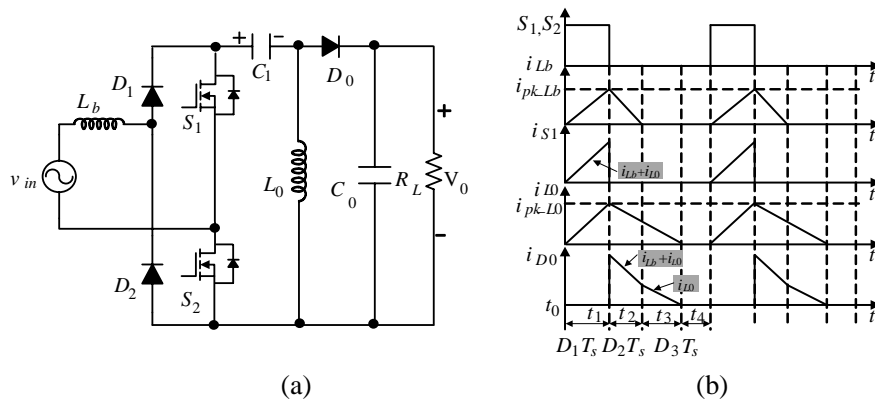 + -
C1
D0
D1
S1
Lb
+
vin
L0
C0
RL
V0
D2
S2
-
(a)
S1,S2
t
iLb
ipk_Lb
t
iS1
iLb+iL0
t
iL0
ipk_L0
t
iD0
iLb+iL0
iL0
t0
t1 t2 t3 t4
t
D1Ts D2Ts D3Ts
(b)